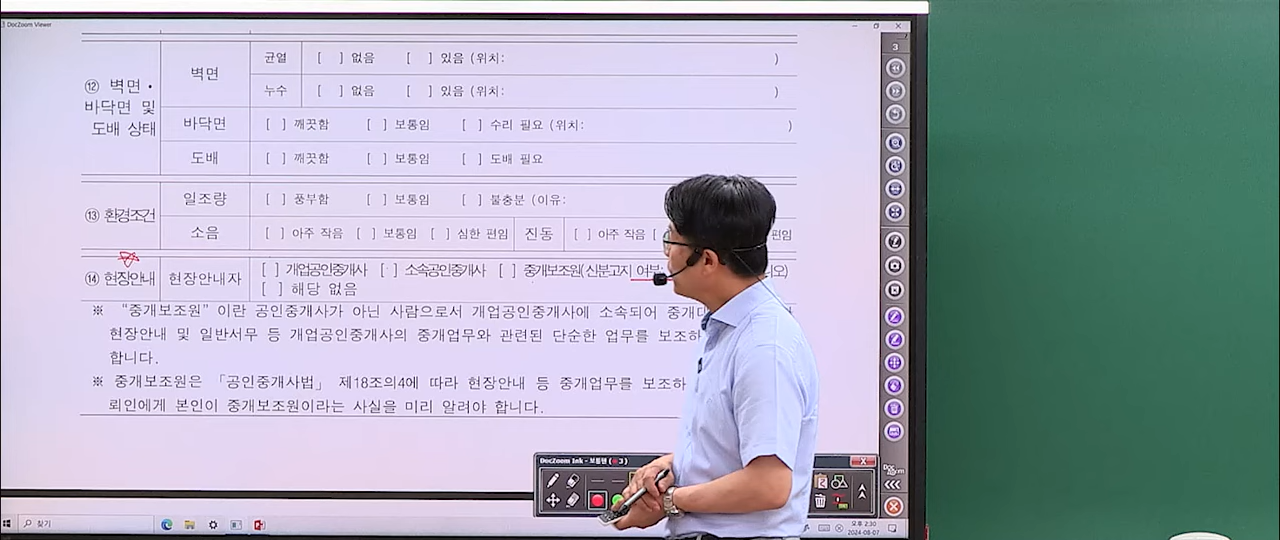 DocZoom Viewer
⑫ 벽면·바닥면 및 도배 상태
벽면 균열 [ ] 없음 [ ] 있음 (위치: )
누수 [ ] 없음 [ ] 있음 (위치: )
바닥면 [ ] 깨끗함 [ ] 보통임 [ ] 수리 필요 (위치: )
도배 [ ] 깨끗함 [ ] 보통임 [ ] 도배 필요
⑬ 환경조건
일조량 [ ] 풍부함 [ ] 보통임 [ ] 불충분 (이유:
소음 [ ] 아주 작음 [ ] 보통임 [ ] 심한 편임 진동 [ ] 아주 작음 [ 편임
⑭ 현장안내 현장안내자 [ ] 개업공인중개사 [ ] 소속공인중개사 [ ] 중개보조원(신분고지 여부: 니오)
[ ] 해당 없음
※ "중개보조원"이란 공인중개사가 아닌 사람으로서 개업공인중개사에 소속되어 중개
현장안내 및 일반서무 등 개업공인중개사의 중개업무와 관련된 단순한 업무를 보조하
합니다.
※ 중개보조원은 「공인중개사법」 제18조의4에 따라 현장안내 등 중개업무를 보조하
뢰인에게 본인이 중개보조원이라는 사실을 미리 알려야 합니다.
DocZoom Ink - 보통펜 ( 3 )
3
찾기
오후 2:30
2024-08-07